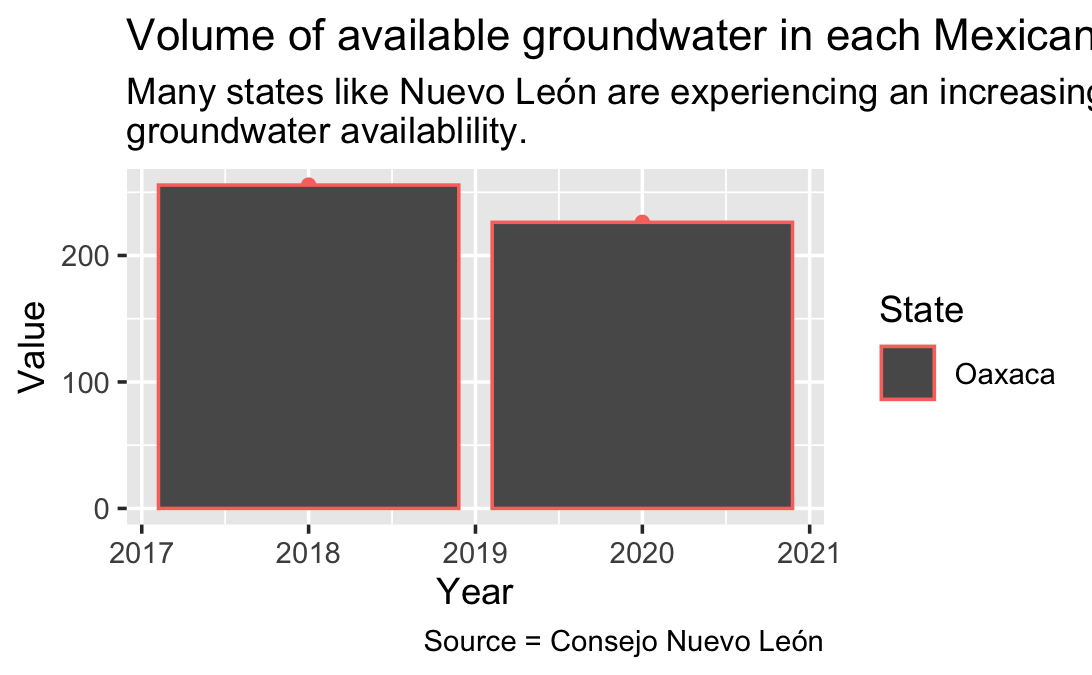 Volume of available groundwater in each Mexican
Many states like Nuevo León are experiencing an increasing
groundwater availablility.
Value
200
100
0
2017 2018 2019 2020 2021
Year
State
Oaxaca
Source = Consejo Nuevo León